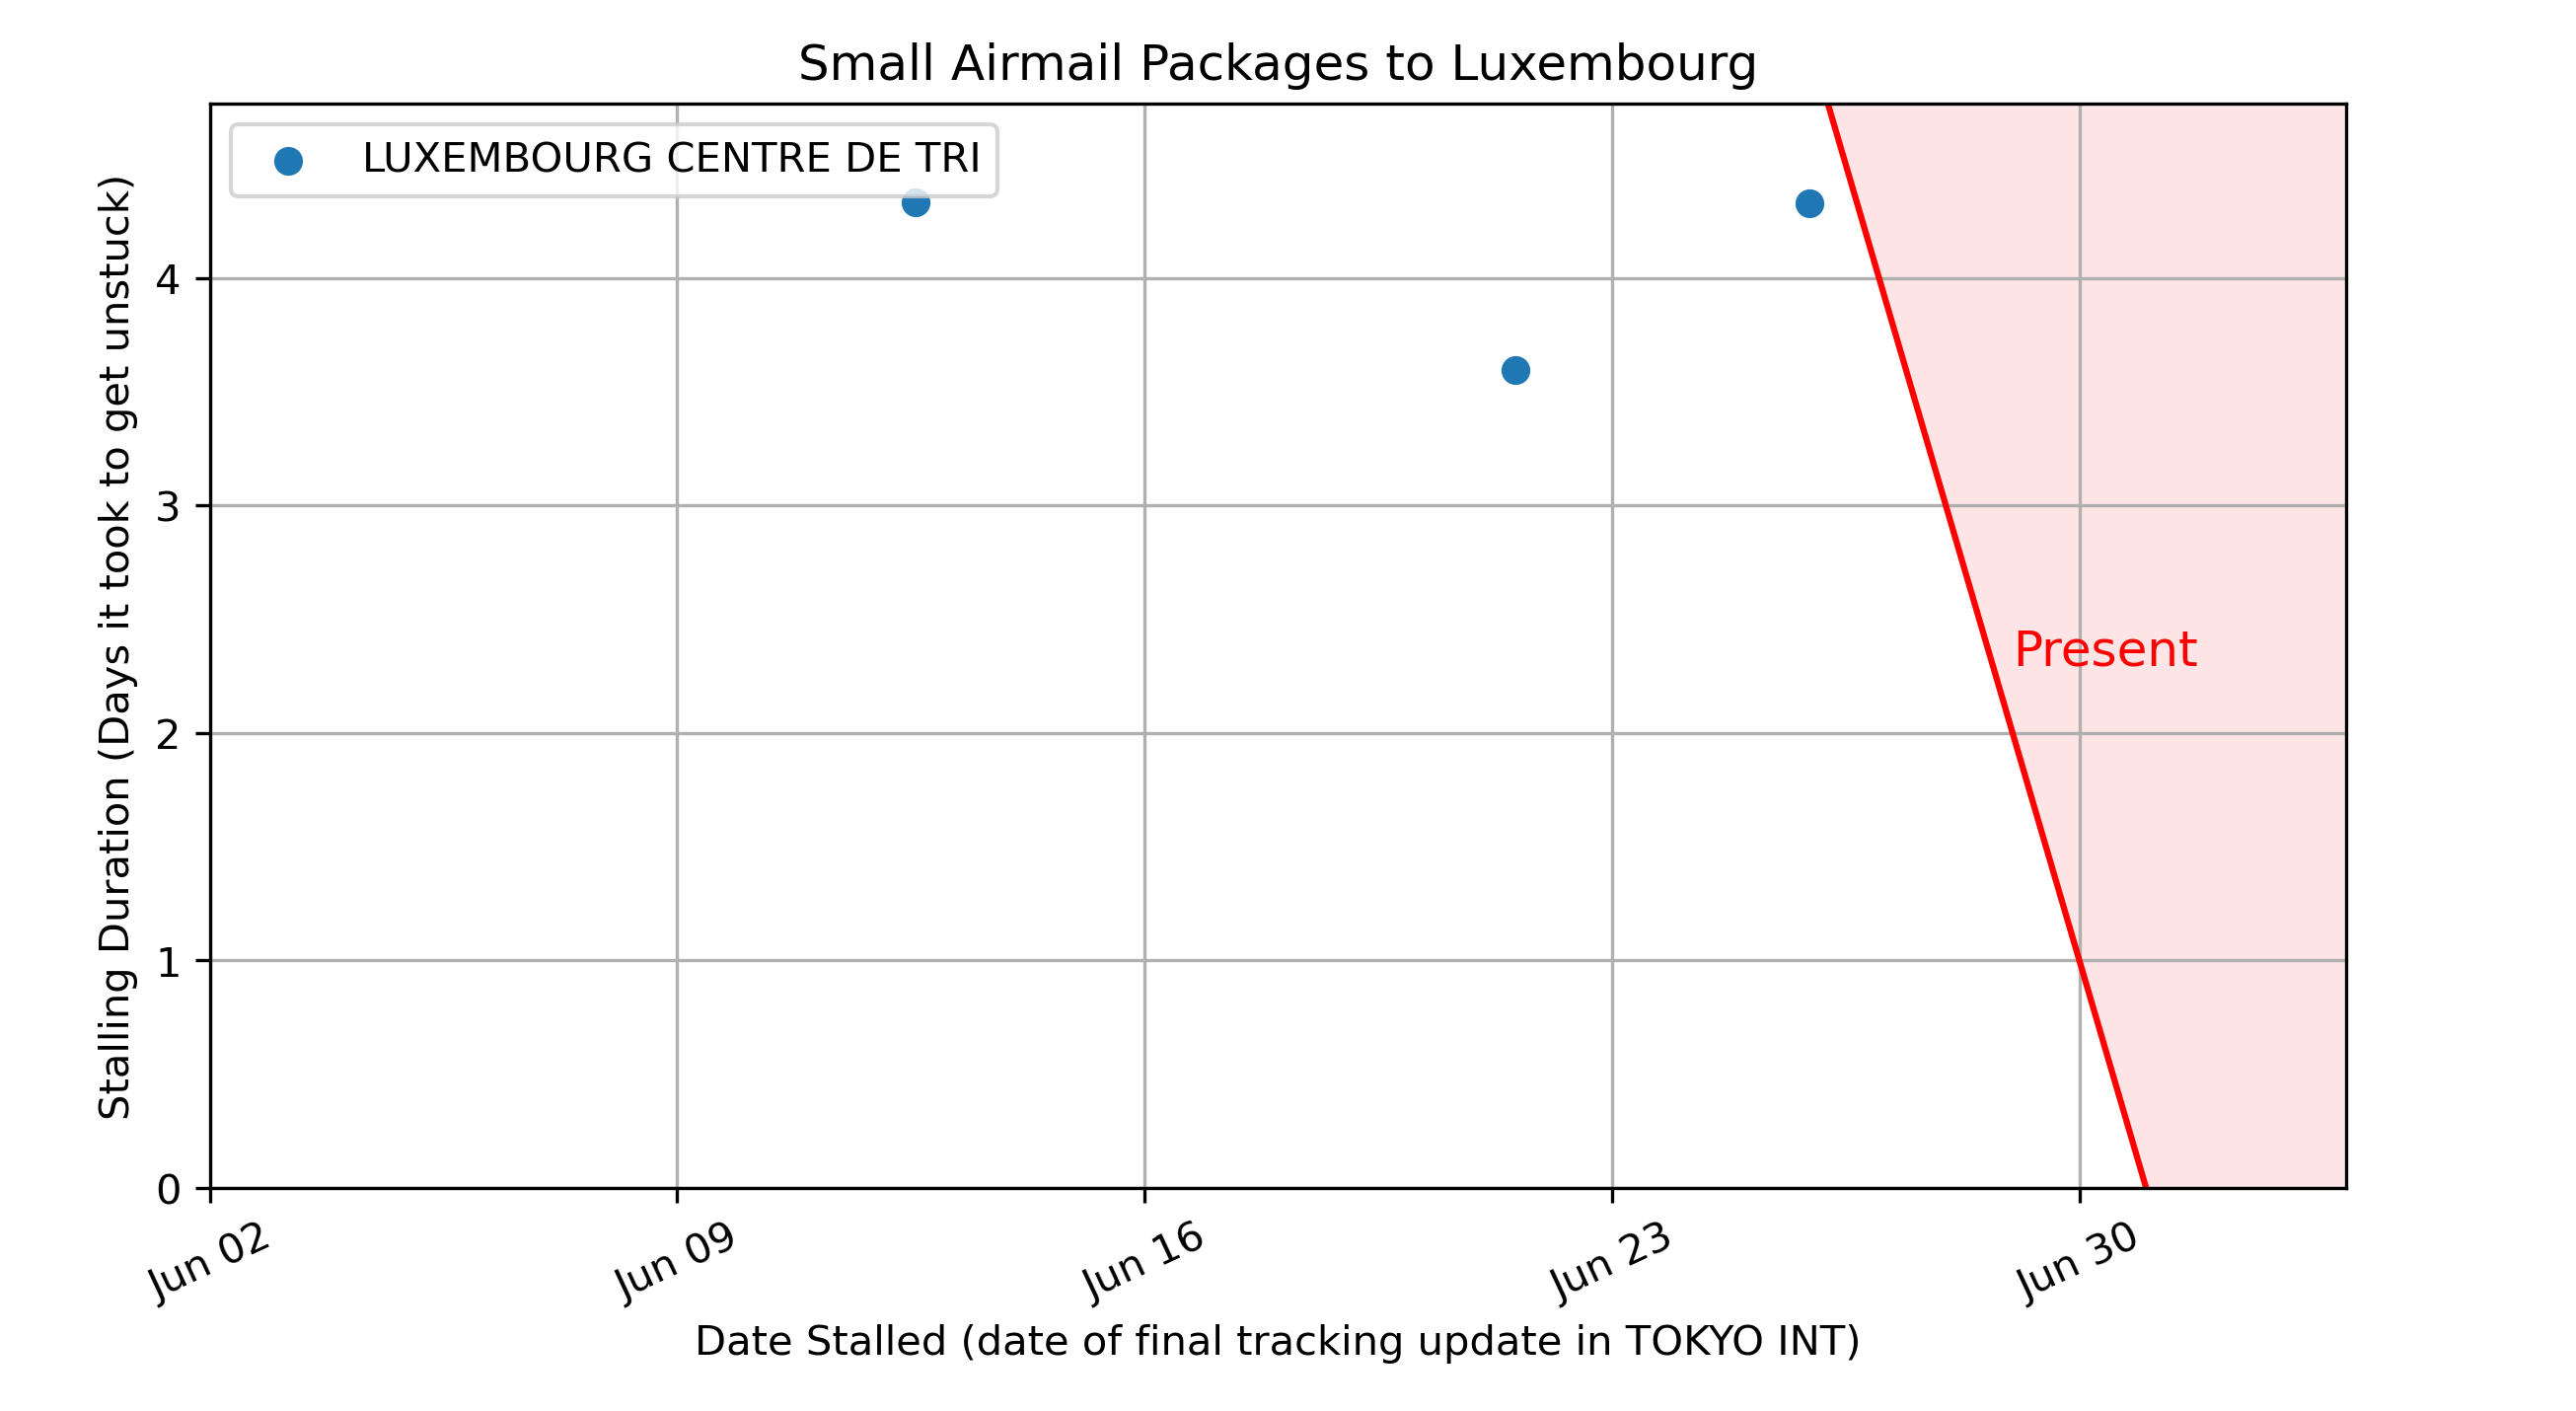 Small Airmail Packages to Luxembourg
LUXEMBOURG CENTRE DE TRI
Stalling Duration (Days it took to get unstuck)
4
3
2
1
0
Present
Jun 02
Jun 09
Jun 16
Jun 23
Jun 30
Date Stalled (date of final tracking update in TOKYO INT)